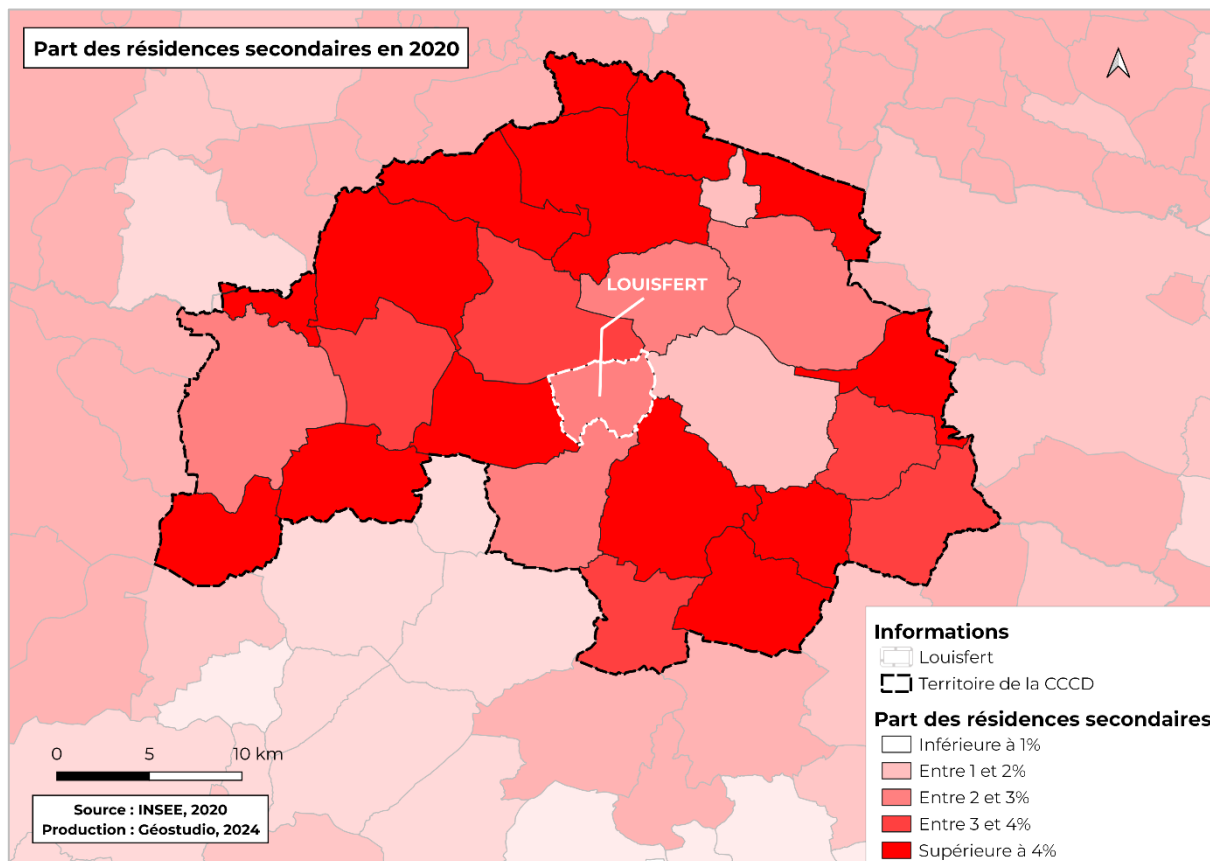 Part des résidences secondaires en 2020
LOUISFERT
Informations
Louisfert
Territoire de la CCCD
Part des résidences secondaires
Inférieure à 1%
Entre 1 et 2%
Entre 2 et 3%
Entre 3 et 4%
Supérieure à 4%
0 5 10 km
Source : INSEE, 2020
Production : Géostudio, 2024